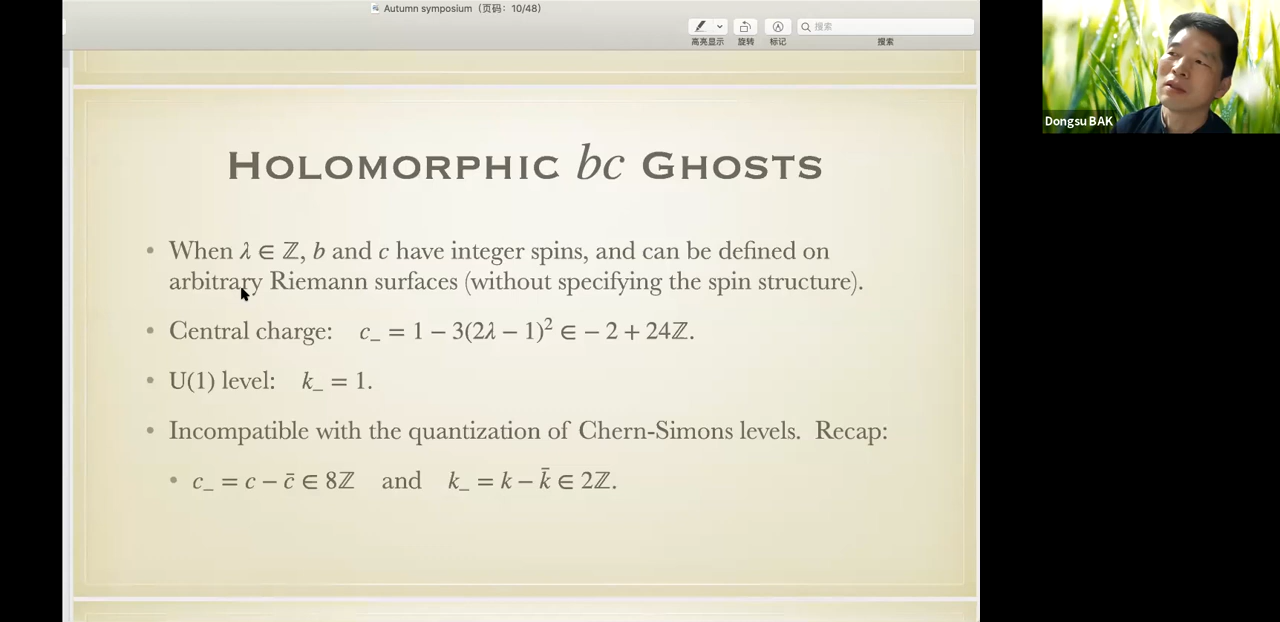 Autumn symposium（页码：10/48）
搜索
高亮显示 旋转 标记 搜索
HOLOMORPHIC bc GHOSTS
• When λ ∈ ℤ, b and c have integer spins, and can be defined on
arbitrary Riemann surfaces (without specifying the spin structure).
• Central charge: c₋ = 1 − 3(2λ − 1)² ∈ − 2 + 24ℤ.
• U(1) level: k₋ = 1.
• Incompatible with the quantization of Chern-Simons levels. Recap:
• c₋ = c − c̄ ∈ 8ℤ and k₋ = k − k̄ ∈ 2ℤ.
Dongsu BAK